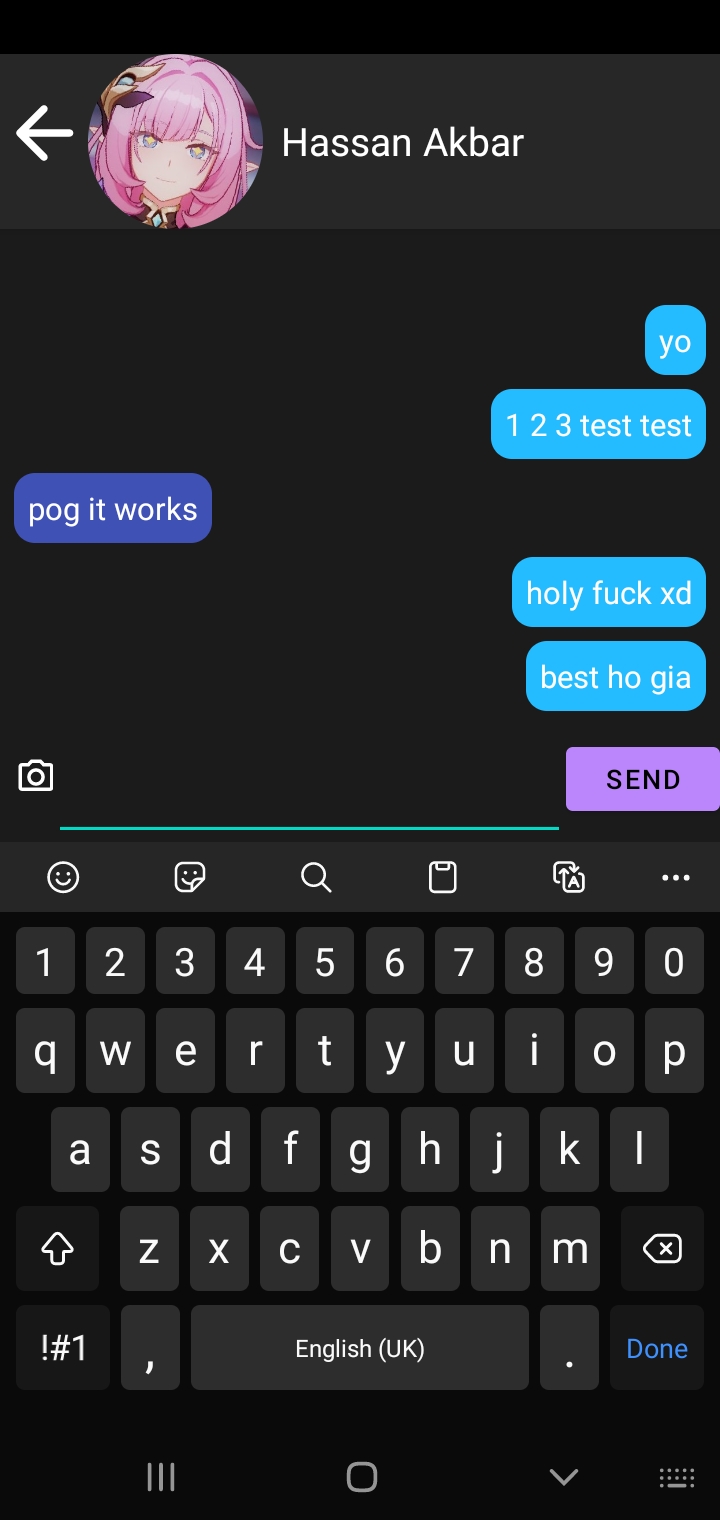 Hassan Akbar
yo
1 2 3 test test
pog it works
holy fuck xd
best ho gia
SEND
1 2 3 4 5 6 7 8 9 0
q w e r t y u i o p
a s d f g h j k l
z x c v b n m
!#1 , English (UK) . Done